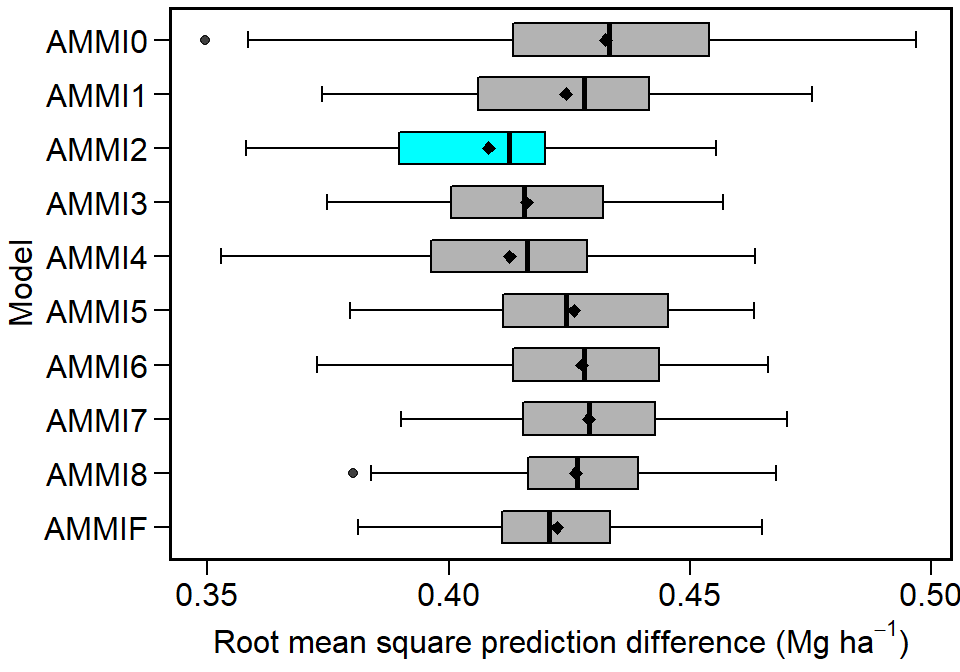 Model
AMMI0
AMMI1
AMMI2
AMMI3
AMMI4
AMMI5
AMMI6
AMMI7
AMMI8
AMMIF
0.35 0.40 0.45 0.50
Root mean square prediction difference (Mg ha⁻¹)